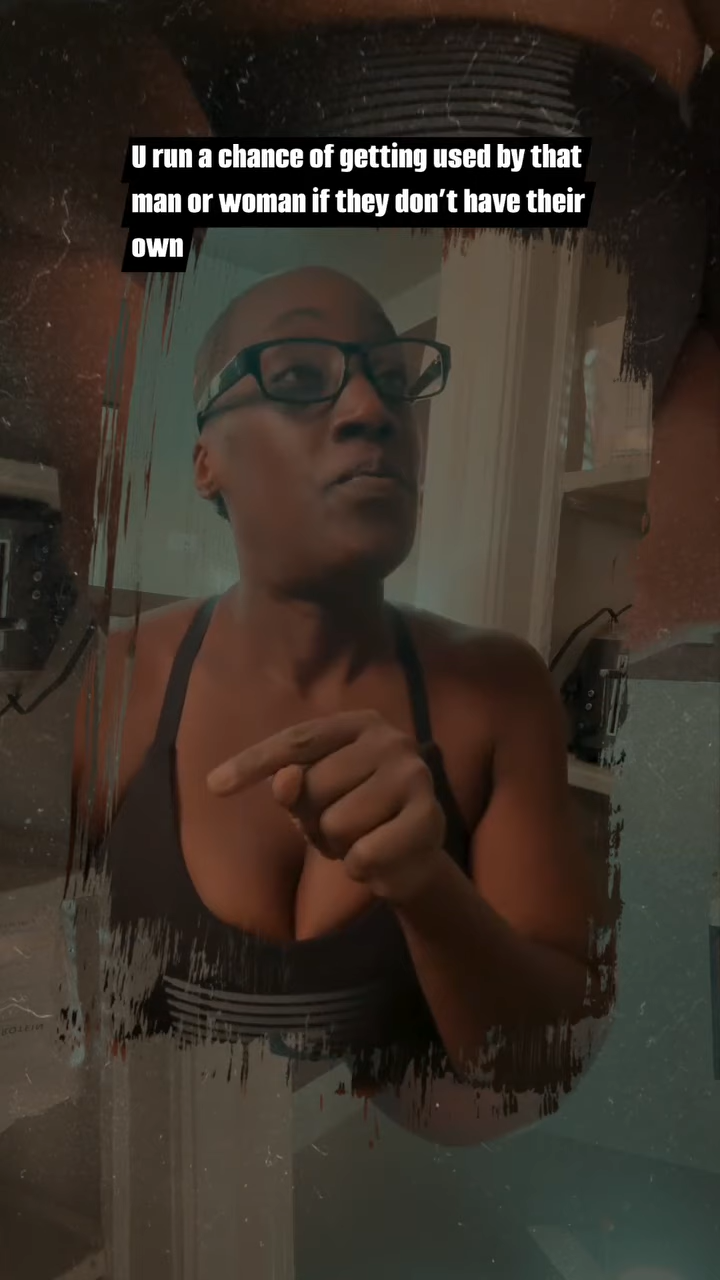 U run a chance of getting used by that
man or woman if they don’t have their
own